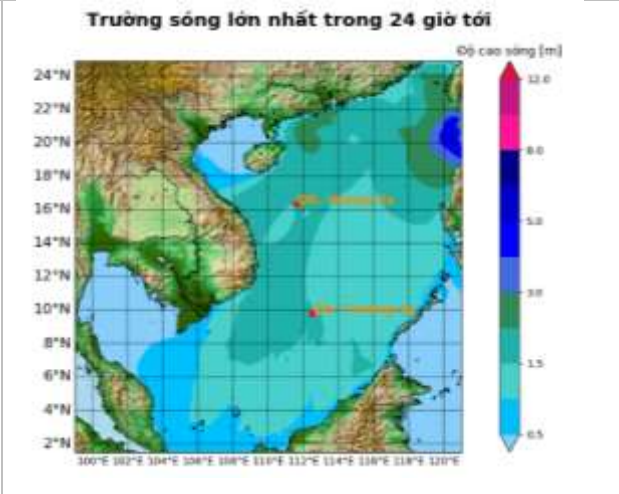 Trường sóng lớn nhất trong 24 giờ tới
Độ cao sóng [m]
24°N
22°N
20°N
18°N
16°N
14°N
12°N
10°N
8°N
6°N
4°N
2°N
100°E 102°E 104°E 106°E 108°E 110°E 112°E 114°E 116°E 118°E 120°E
12.0
8.0
5.0
3.0
1.5
0.5